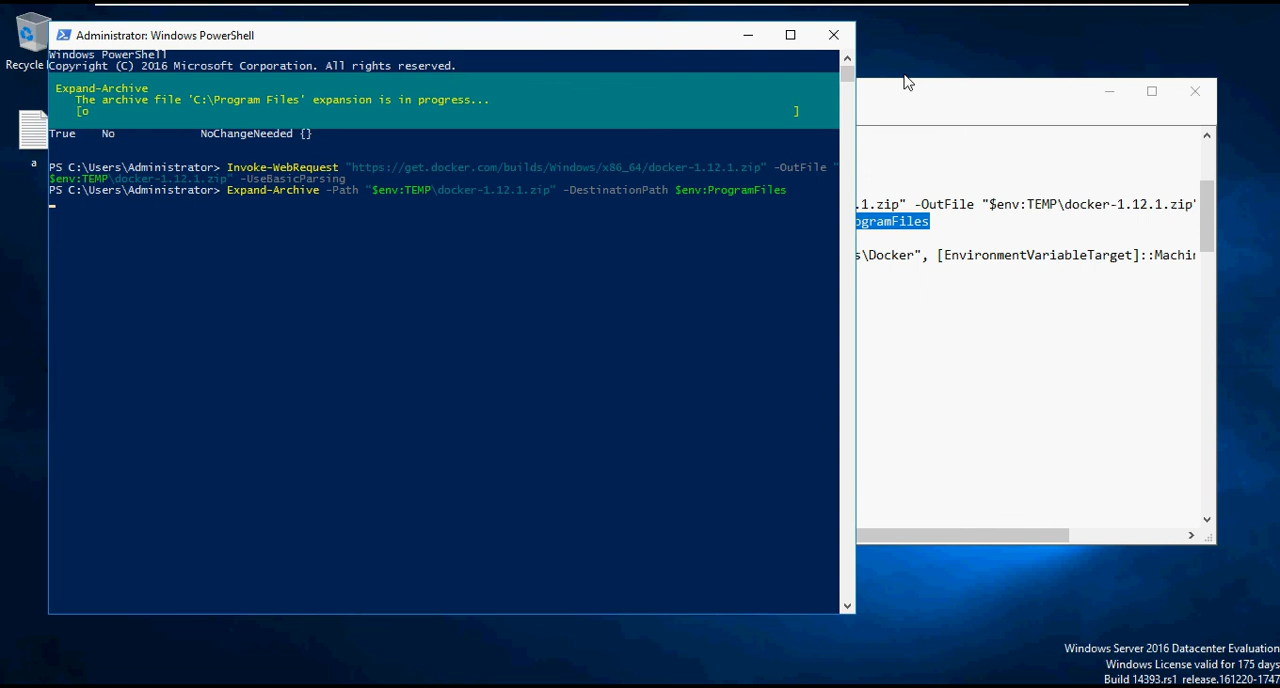 Recycle
a
Administrator: Windows PowerShell
Windows PowerShell
Copyright (C) 2016 Microsoft Corporation. All rights reserved.
Expand-Archive
The archive file 'C:\Program Files' expansion is in progress...
[o ]
True No NoChangeNeeded {}
PS C:\Users\Administrator> Invoke-WebRequest "https://get.docker.com/builds/Windows/x86_64/docker-1.12.1.zip" -OutFile "
$env:TEMP\docker-1.12.1.zip" -UseBasicParsing
PS C:\Users\Administrator> Expand-Archive -Path "$env:TEMP\docker-1.12.1.zip" -DestinationPath $env:ProgramFiles
.1.zip" -OutFile "$env:TEMP\docker-1.12.1.zip"
ogramFiles
s\Docker", [EnvironmentVariableTarget]::Machin
Windows Server 2016 Datacenter Evaluation
Windows License valid for 175 days
Build 14393.rs1_release.161220-1747